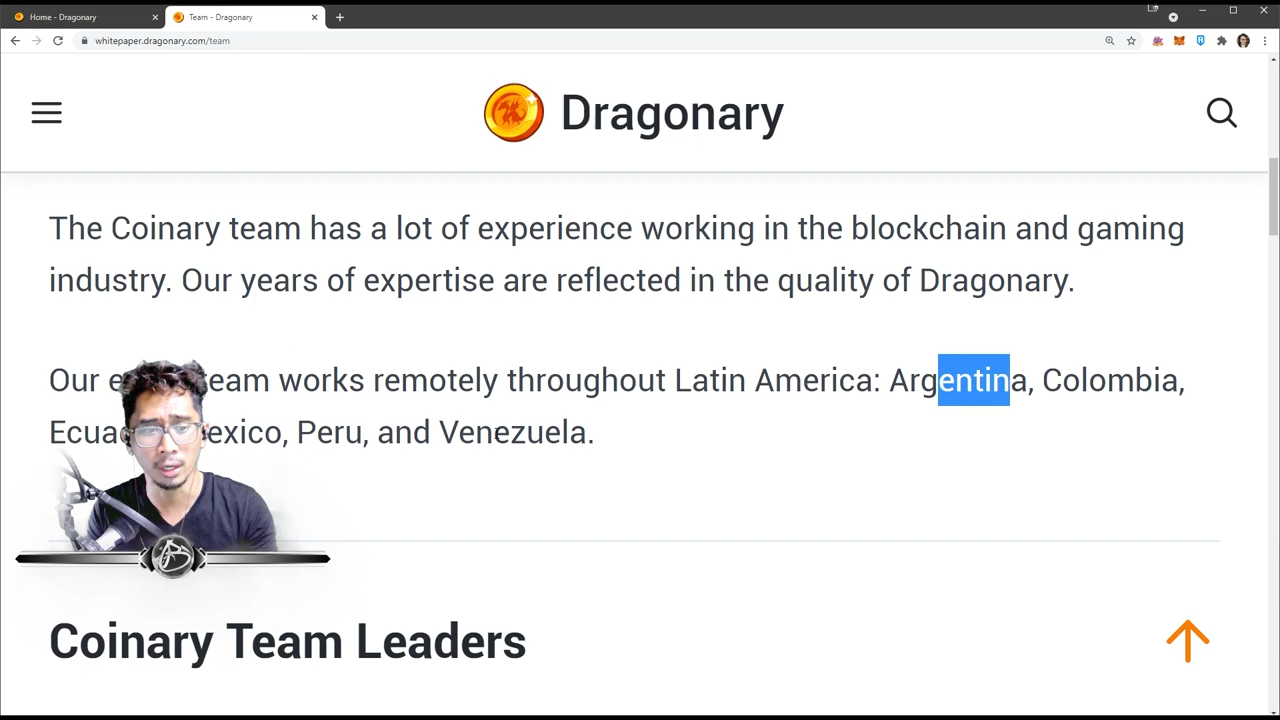 Home - Dragonary
Team - Dragonary
whitepaper.dragonary.com/team
Dragonary
The Coinary team has a lot of experience working in the blockchain and gaming
industry. Our years of expertise are reflected in the quality of Dragonary.
Our team works remotely throughout Latin America: Argentina, Colombia,
Peru, and Venezuela.
Coinary Team Leaders